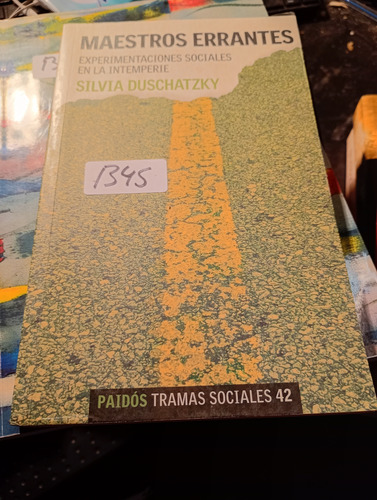 MAESTROS ERRANTES
EXPERIMENTACIONES SOCIALES
EN LA INTEMPERIE
SILVIA DUSCHATZKY
1345
PAIDÓS TRAMAS SOCIALES 42